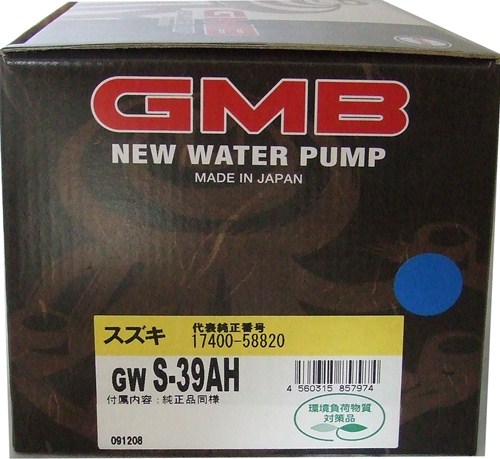 GMB
NEW WATER PUMP
MADE IN JAPAN
スズキ
代表純正番号
17400-58820
GW S-39AH
付属内容:純正品同様
4 560315 857974
環境負荷物質
対策品
091208